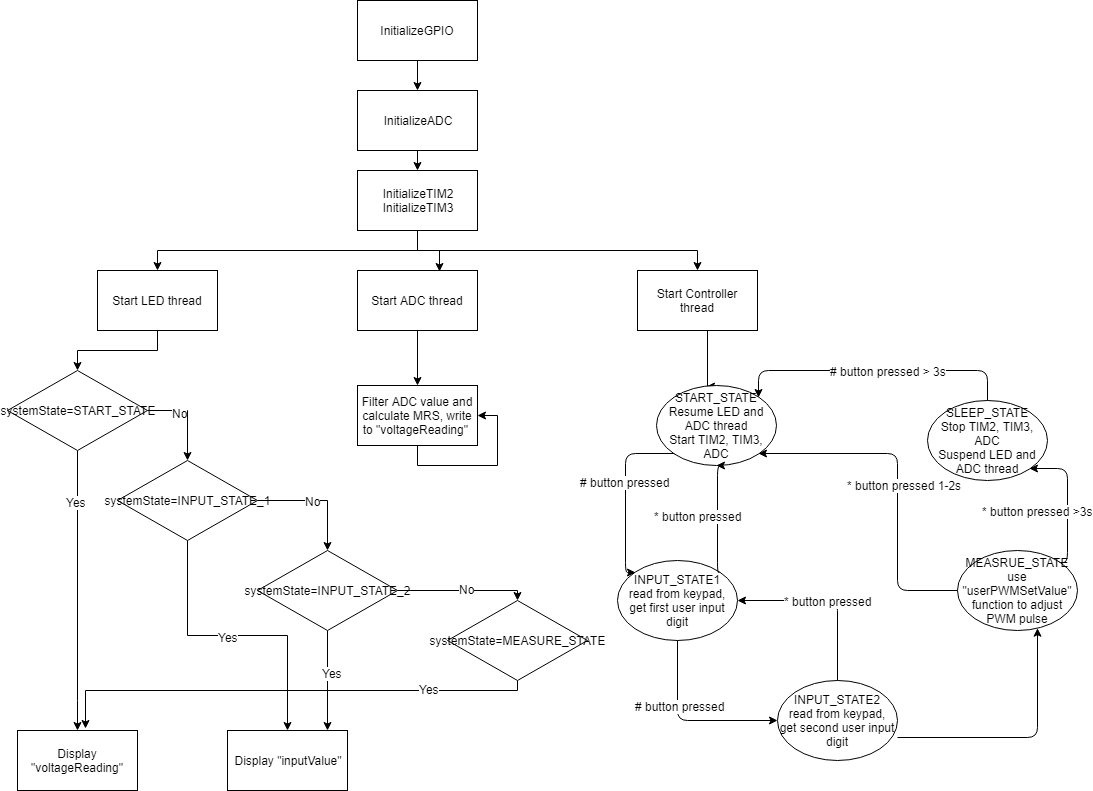 InitializeGPIO
InitializeADC
InitializeTIM2
InitializeTIM3
Start LED thread
Start ADC thread
Start Controller
thread
systemState=START_STATE
No
Yes
systemState=INPUT_STATE_1
No
Yes
systemState=INPUT_STATE_2
No
Yes
systemState=MEASURE_STATE
Yes
Display
"voltageReading"
Display "inputValue"
Filter ADC value and
calculate MRS, write
to "voltageReading"
START_STATE
Resume LED and
ADC thread
Start TIM2, TIM3,
ADC
# button pressed > 3s
SLEEP_STATE
Stop TIM2, TIM3,
ADC
Suspend LED and
ADC thread
# button pressed
* button pressed
* button pressed 1-2s
* button pressed >3s
INPUT_STATE1
read from keypad,
get first user input
digit
MEASRUE_STATE
use
"userPWMSetValue"
function to adjust
PWM pulse
* button pressed
# button pressed
INPUT_STATE2
read from keypad,
get second user input
digit